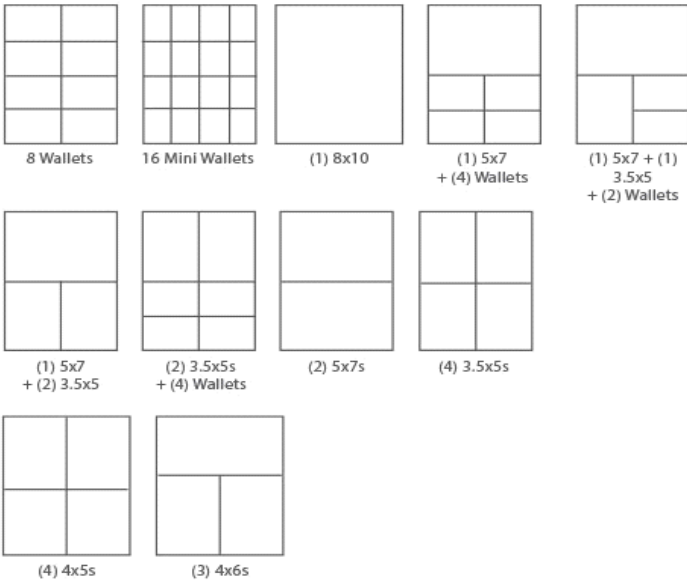 8 Wallets
16 Mini Wallets
(1) 8x10
(1) 5x7
+ (4) Wallets
(1) 5x7 + (1)
3.5x5
+ (2) Wallets
(1) 5x7
+ (2) 3.5x5
(2) 3.5x5s
+ (4) Wallets
(2) 5x7s
(4) 3.5x5s
(4) 4x5s
(3) 4x6s